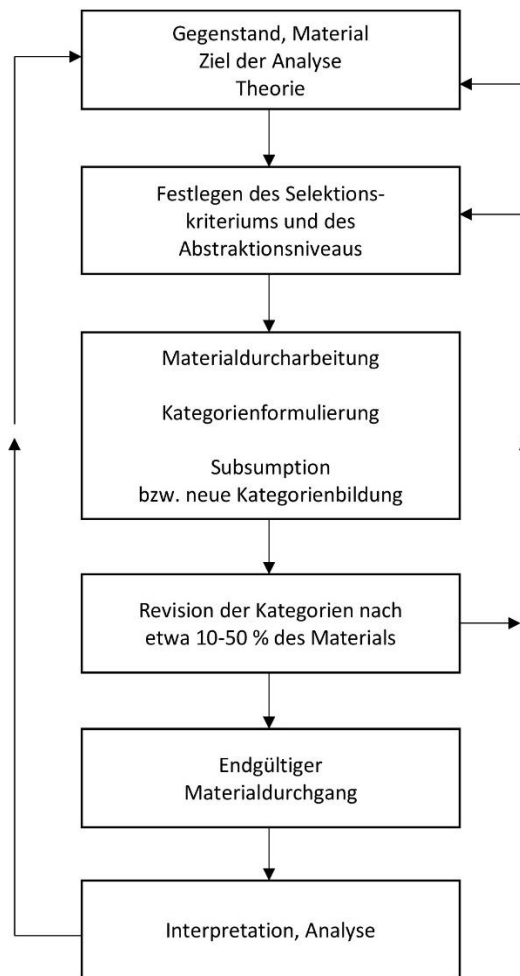 Gegenstand, Material
Ziel der Analyse
Theorie
Festlegen des Selektions-
kriteriums und des
Abstraktionsniveaus
Materialdurcharbeitung
Kategorienformulierung
Subsumption
bzw. neue Kategorienbildung
Revision der Kategorien nach
etwa 10-50 % des Materials
Endgültiger
Materialdurchgang
Interpretation, Analyse